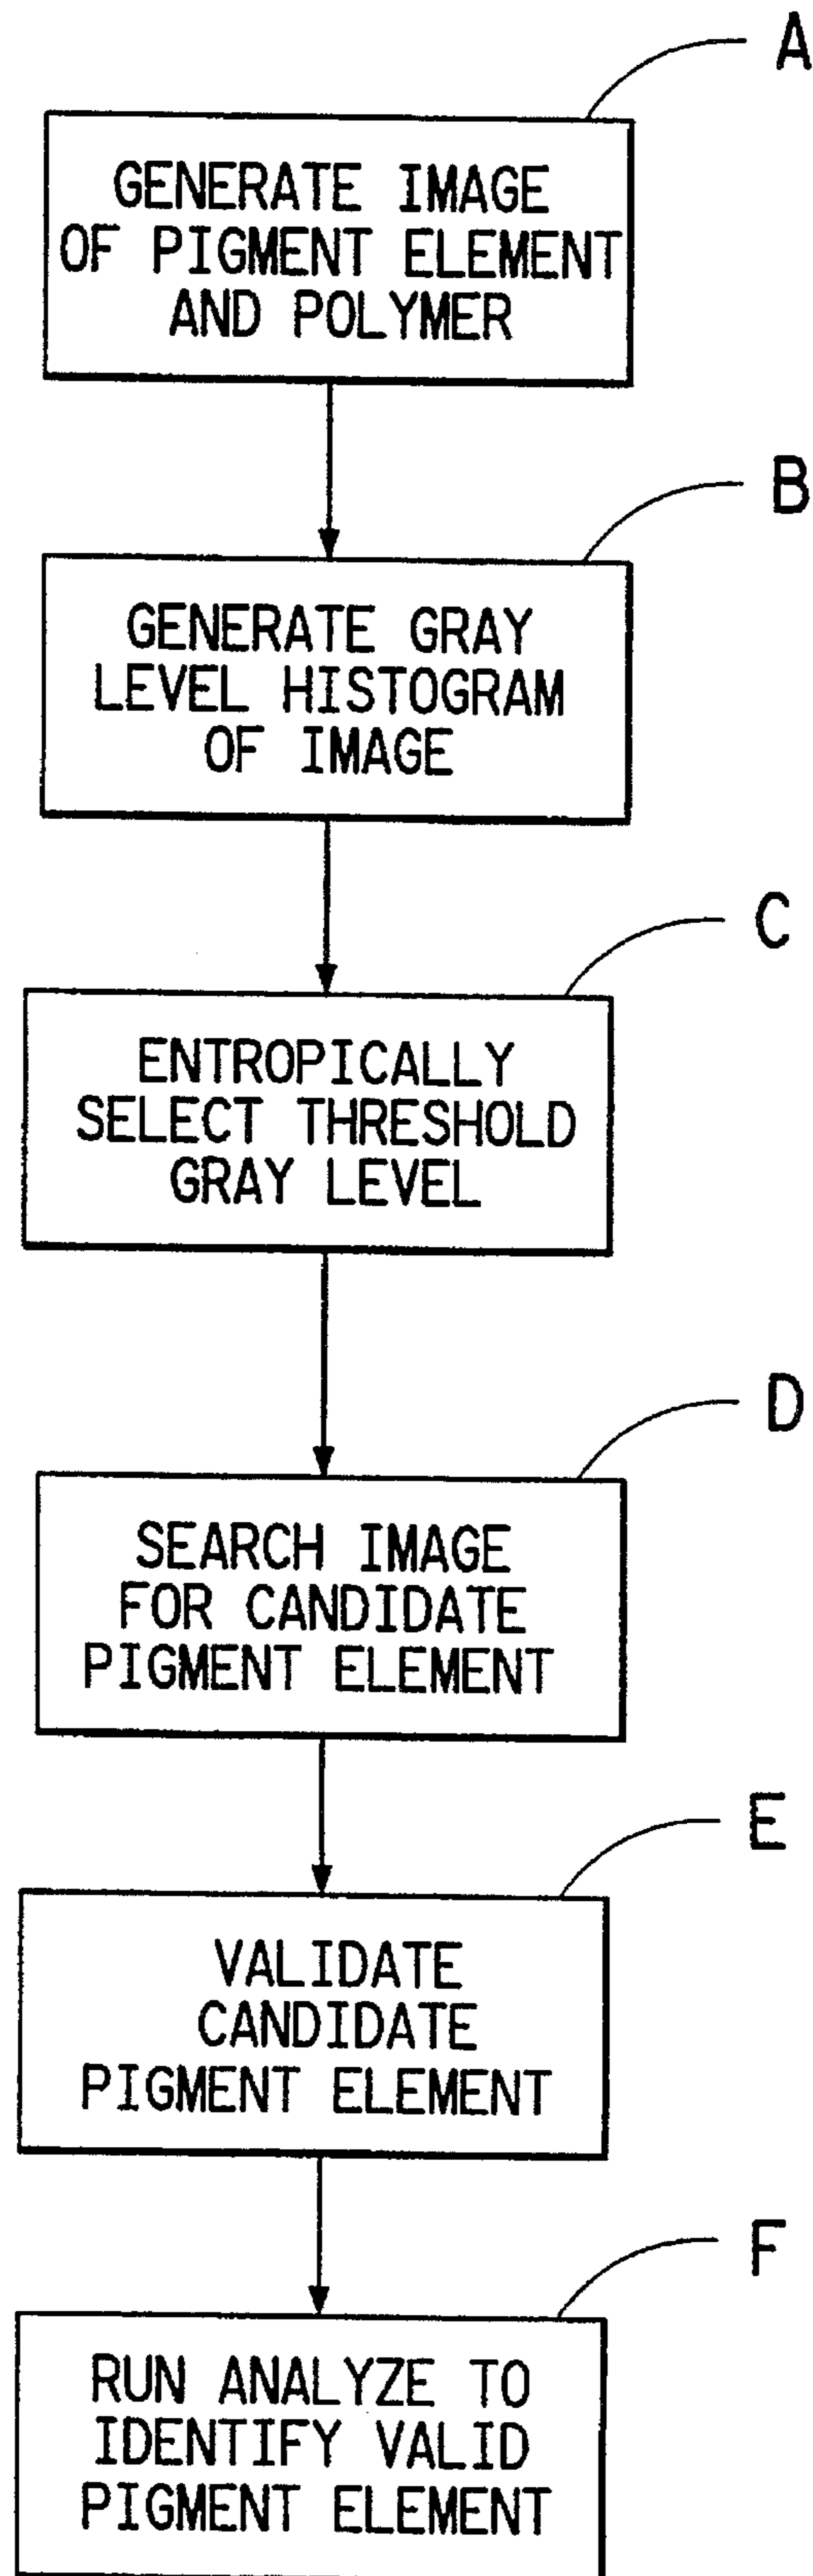 A
GENERATE IMAGE
OF PIGMENT ELEMENT
AND POLYMER
B
GENERATE GRAY
LEVEL HISTOGRAM
OF IMAGE
C
ENTROPICALLY
SELECT THRESHOLD
GRAY LEVEL
D
SEARCH IMAGE
FOR CANDIDATE
PIGMENT ELEMENT
E
VALIDATE
CANDIDATE
PIGMENT ELEMENT
F
RUN ANALYZE TO
IDENTIFY VALID
PIGMENT ELEMENT